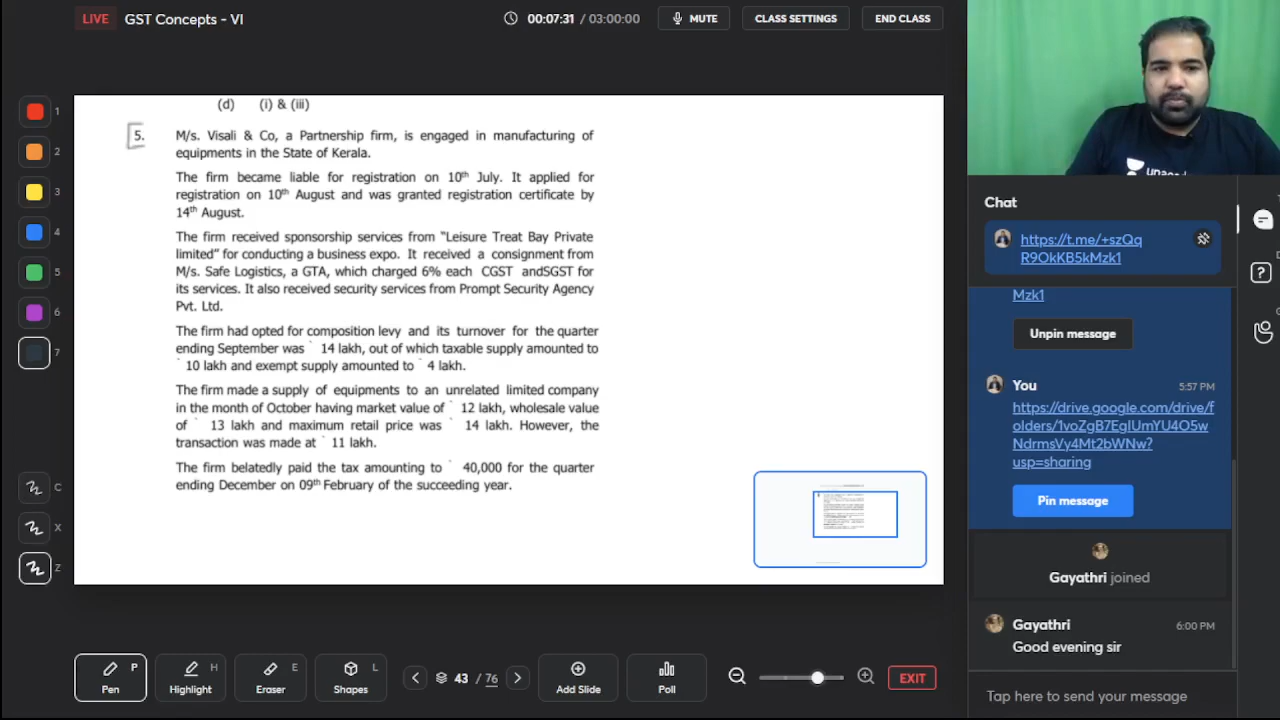 LIVE GST Concepts - VI
00:07:31 / 03:00:00
MUTE
CLASS SETTINGS
END CLASS
1
2
3
4
5
6
7
C
X
Z
(d) (i) & (iii)
5. M/s. Visali & Co, a Partnership firm, is engaged in manufacturing of
equipments in the State of Kerala.
The firm became liable for registration on 10th July. It applied for
registration on 10th August and was granted registration certificate by
14th August.
The firm received sponsorship services from "Leisure Treat Bay Private
limited" for conducting a business expo. It received a consignment from
M/s. Safe Logistics, a GTA, which charged 6% each CGST andSGST for
its services. It also received security services from Prompt Security Agency
Pvt. Ltd.
The firm had opted for composition levy and its turnover for the quarter
ending September was ` 14 lakh, out of which taxable supply amounted to
` 10 lakh and exempt supply amounted to ` 4 lakh.
The firm made a supply of equipments to an unrelated limited company
in the month of October having market value of ` 12 lakh, wholesale value
of ` 13 lakh and maximum retail price was ` 14 lakh. However, the
transaction was made at ` 11 lakh.
The firm belatedly paid the tax amounting to ` 40,000 for the quarter
ending December on 09th February of the succeeding year.
Pen P
Highlight H
Eraser E
Shapes L
43 / 76
Add Slide
Poll
EXIT
Chat
https://t.me/+szQq
R9OkKB5kMzk1
Mzk1
Unpin message
You 5:57 PM
https://drive.google.com/drive/f
olders/1voZgB7EgIUmYU4O5w
NdrmsVy4Mt2bWNw?
usp=sharing
Pin message
Gayathri joined
Gayathri 6:00 PM
Good evening sir
Tap here to send your message